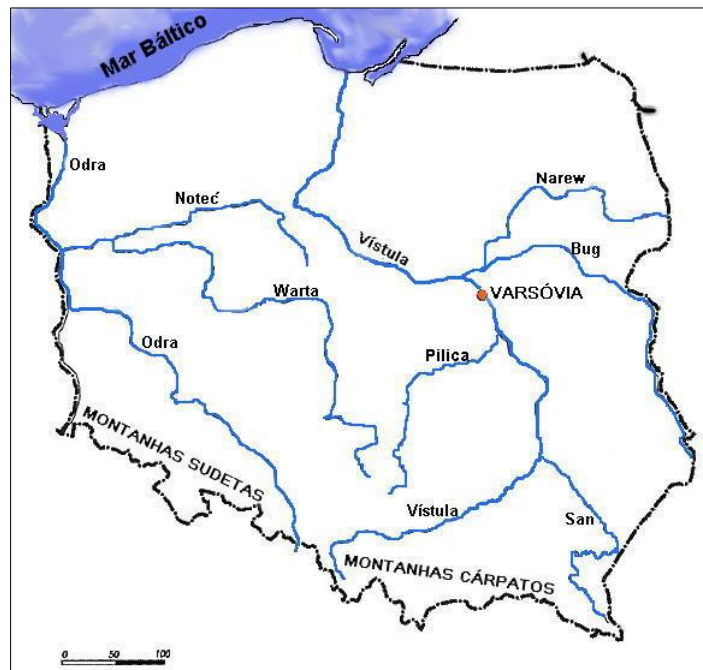 Mar Báltico
Odra
Noteć
Narew
Vístula
Bug
VARSÓVIA
Warta
Odra
Pilica
MONTANHAS SUDETAS
Vístula
San
MONTANHAS CÁRPATOS
0 50 100